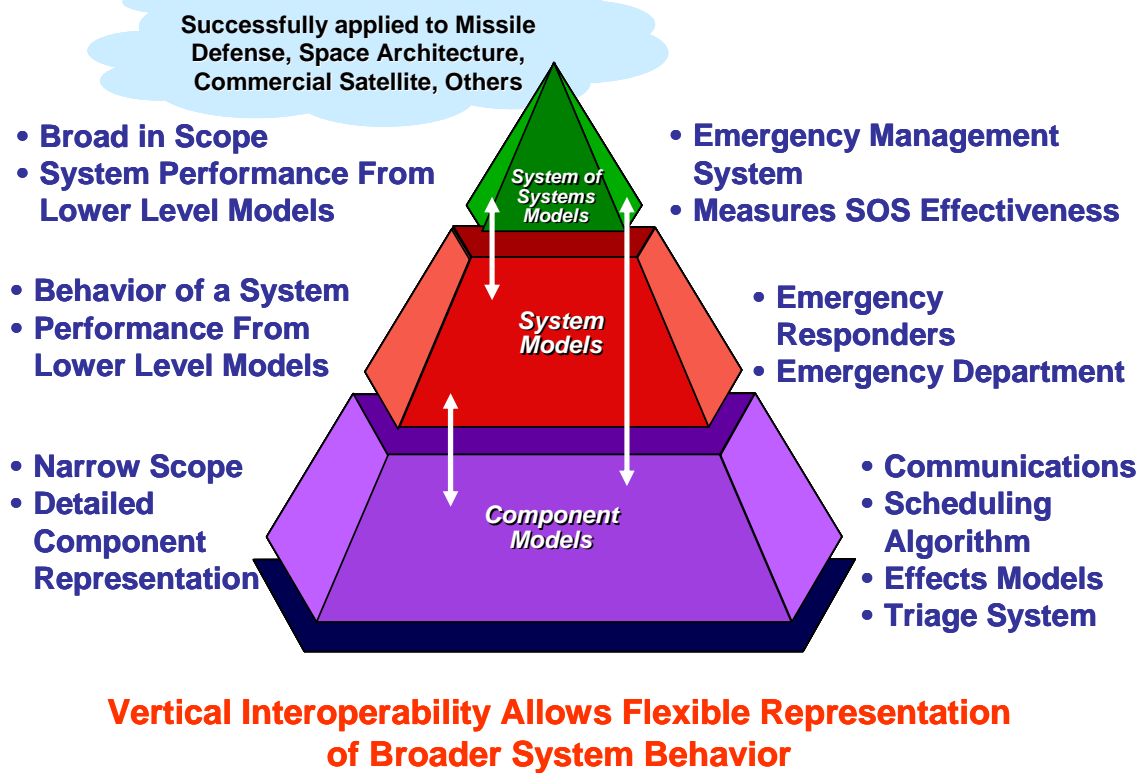 Successfully applied to Missile
Defense, Space Architecture,
Commercial Satellite, Others
• Broad in Scope
• System Performance From
Lower Level Models
System of
Systems
Models
• Emergency Management
System
• Measures SOS Effectiveness
• Behavior of a System
• Performance From
Lower Level Models
System
Models
• Emergency
Responders
• Emergency Department
• Narrow Scope
• Detailed
Component
Representation
Component
Models
• Communications
• Scheduling
Algorithm
• Effects Models
• Triage System
Vertical Interoperability Allows Flexible Representation
of Broader System Behavior